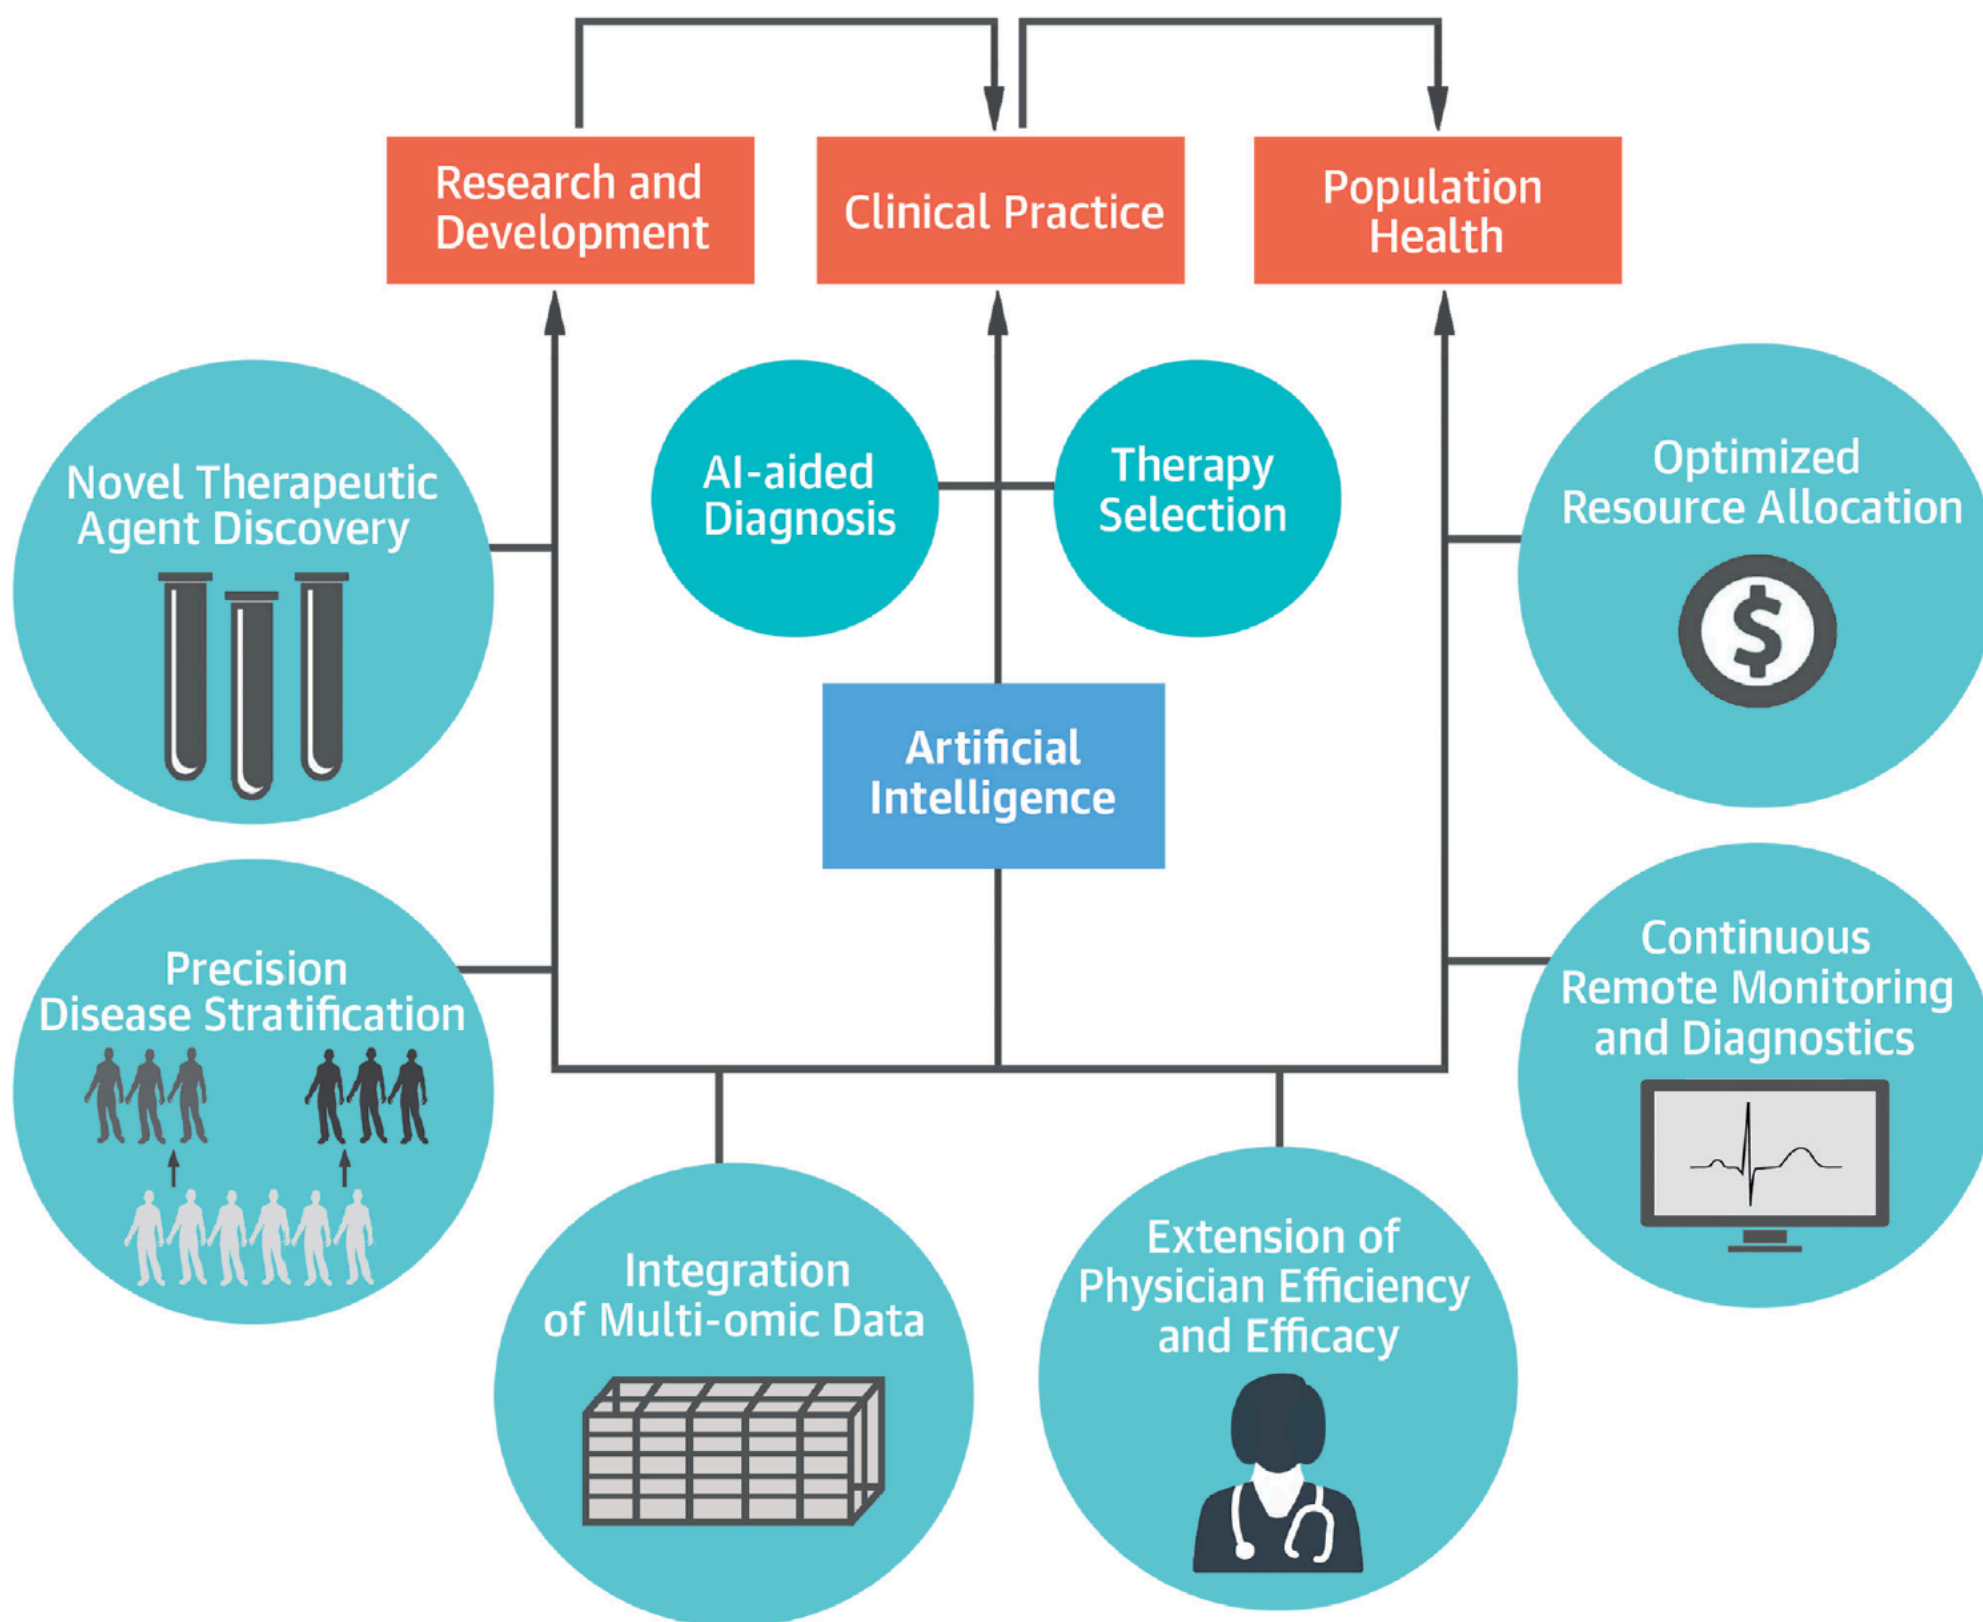 Research and
Development
Clinical Practice
Population
Health
Novel Therapeutic
Agent Discovery
AI-aided
Diagnosis
Therapy
Selection
Optimized
Resource Allocation
$
Artificial
Intelligence
Precision
Disease Stratification
Continuous
Remote Monitoring
and Diagnostics
Integration
of Multi-omic Data
Extension of
Physician Efficiency
and Efficacy